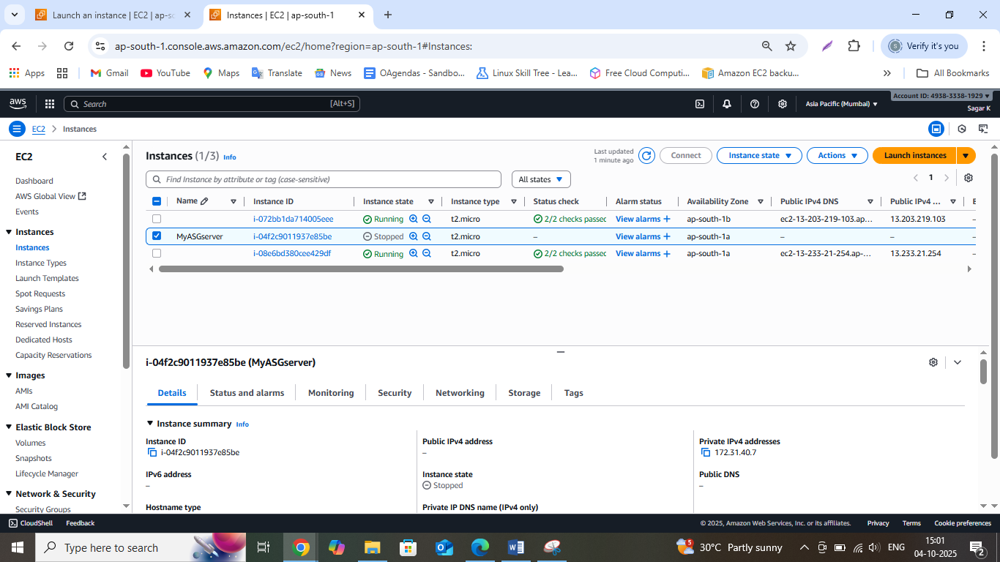 Launch an instance | EC2 | ap-sc
Instances | EC2 | ap-south-1
ap-south-1.console.aws.amazon.com/ec2/home?region=ap-south-1#Instances:
S Verify it's you
Apps Gmail YouTube Maps Translate News OAgendas - Sandbo... Linux Skill Tree - Lea... Free Cloud Computi... Amazon EC2 backu... » All Bookmarks
aws Search [Alt+S] Asia Pacific (Mumbai) Account ID: 4938-3338-1929
Sagar K
EC2 Instances
EC2
Dashboard
AWS Global View
Events
Instances
Instances
Instance Types
Launch Templates
Spot Requests
Savings Plans
Reserved Instances
Dedicated Hosts
Capacity Reservations
Images
AMIs
AMI Catalog
Elastic Block Store
Volumes
Snapshots
Lifecycle Manager
Network & Security
Security Groups
Instances (1/3) Info
Last updated
1 minute ago
Connect Instance state Actions Launch instances
Find Instance by attribute or tag (case-sensitive) All states 1
Name Instance ID Instance state Instance type Status check Alarm status Availability Zone Public IPv4 DNS Public IPv4 ... E
i-072bb1da714005eee Running t2.micro 2/2 checks passec View alarms + ap-south-1b ec2-13-203-219-103.ap... 13.203.219.103 –
MyASGserver i-04f2c9011937e85be Stopped t2.micro – View alarms + ap-south-1a – – –
i-08e6bd380cee429df Running t2.micro 2/2 checks passec View alarms + ap-south-1a ec2-13-233-21-254.ap-... 13.233.21.254 –
i-04f2c9011937e85be (MyASGserver)
Details Status and alarms Monitoring Security Networking Storage Tags
Instance summary Info
Instance ID
i-04f2c9011937e85be
Public IPv4 address
–
Private IPv4 addresses
172.31.40.7
IPv6 address
–
Instance state
Stopped
Public DNS
–
Hostname type
Private IP DNS name (IPv4 only)
CloudShell Feedback © 2025, Amazon Web Services, Inc. or its affiliates. Privacy Terms Cookie preferences
Type here to search
5 30°C Partly sunny ENG
15:01
04-10-2025
2